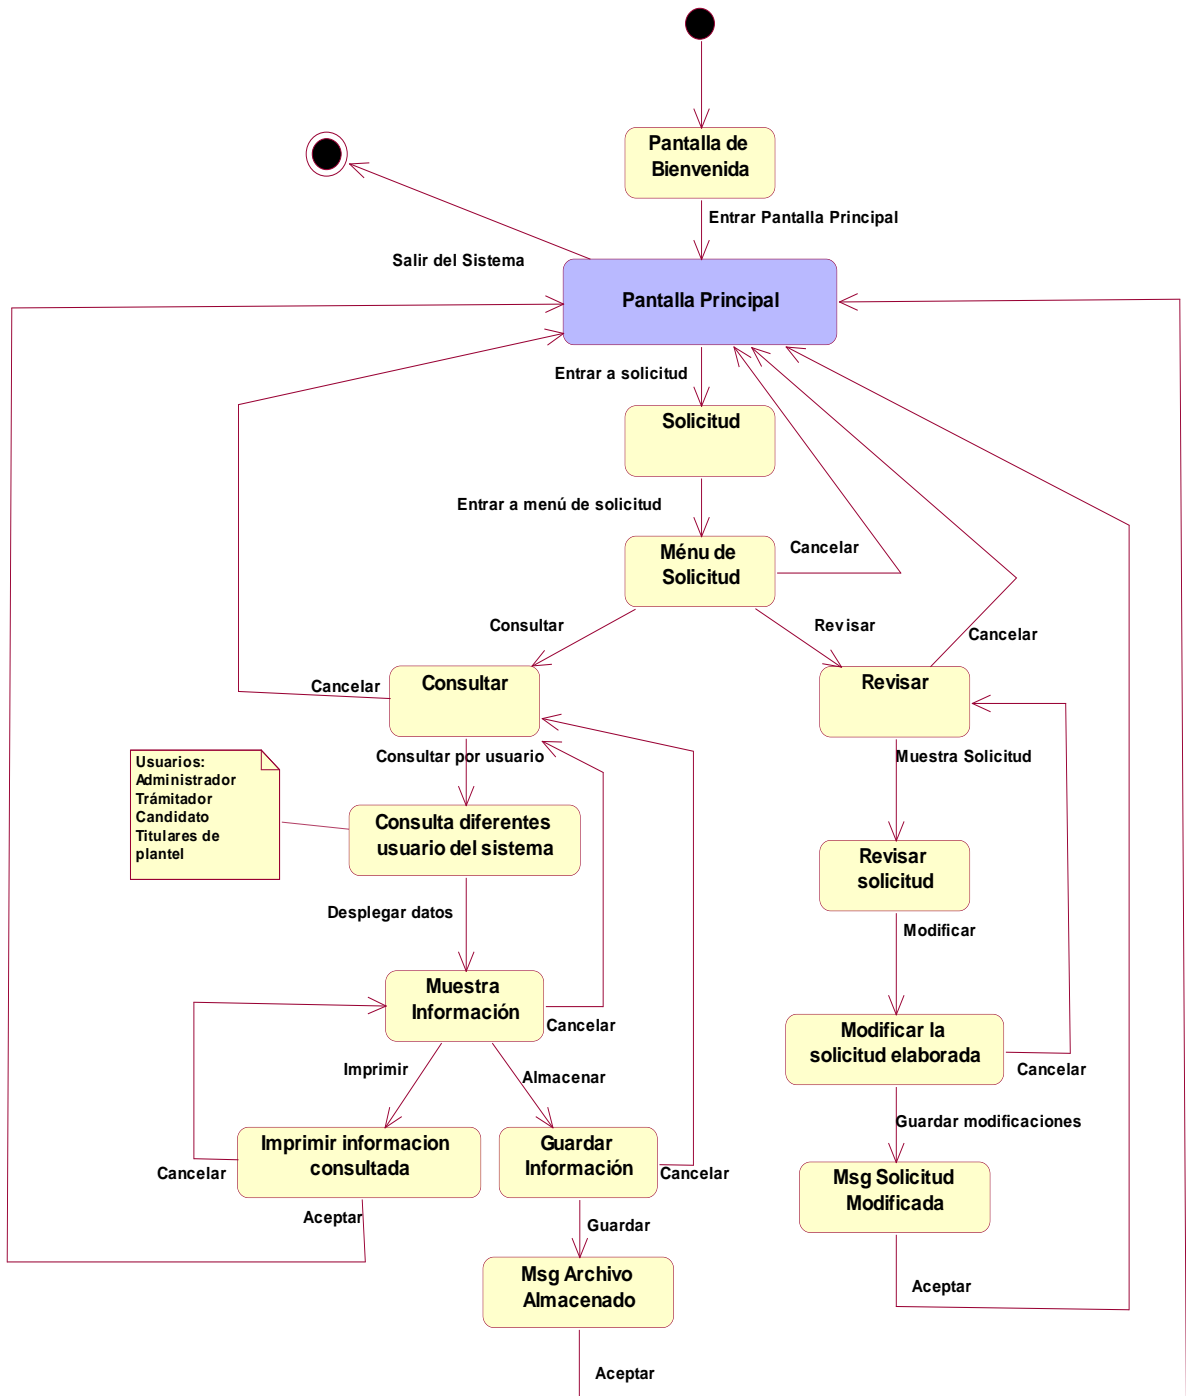 Pantalla de
Bienvenida
Entrar Pantalla Principal
Salir del Sistema
Pantalla Principal
Entrar a solicitud
Solicitud
Entrar a menú de solicitud
Ménu de
Solicitud
Cancelar
Consultar
Revisar
Cancelar
Cancelar
Consultar
Revisar
Consultar por usuario
Muestra Solicitud
Usuarios:
Administrador
Trámitador
Candidato
Titulares de
plantel
Consulta diferentes
usuario del sistema
Revisar
solicitud
Desplegar datos
Modificar
Muestra
Información
Cancelar
Modificar la
solicitud elaborada
Cancelar
Imprimir
Almacenar
Guardar modificaciones
Imprimir informacion
consultada
Cancelar
Guardar
Información
Cancelar
Msg Solicitud
Modificada
Aceptar
Guardar
Msg Archivo
Almacenado
Aceptar
Aceptar